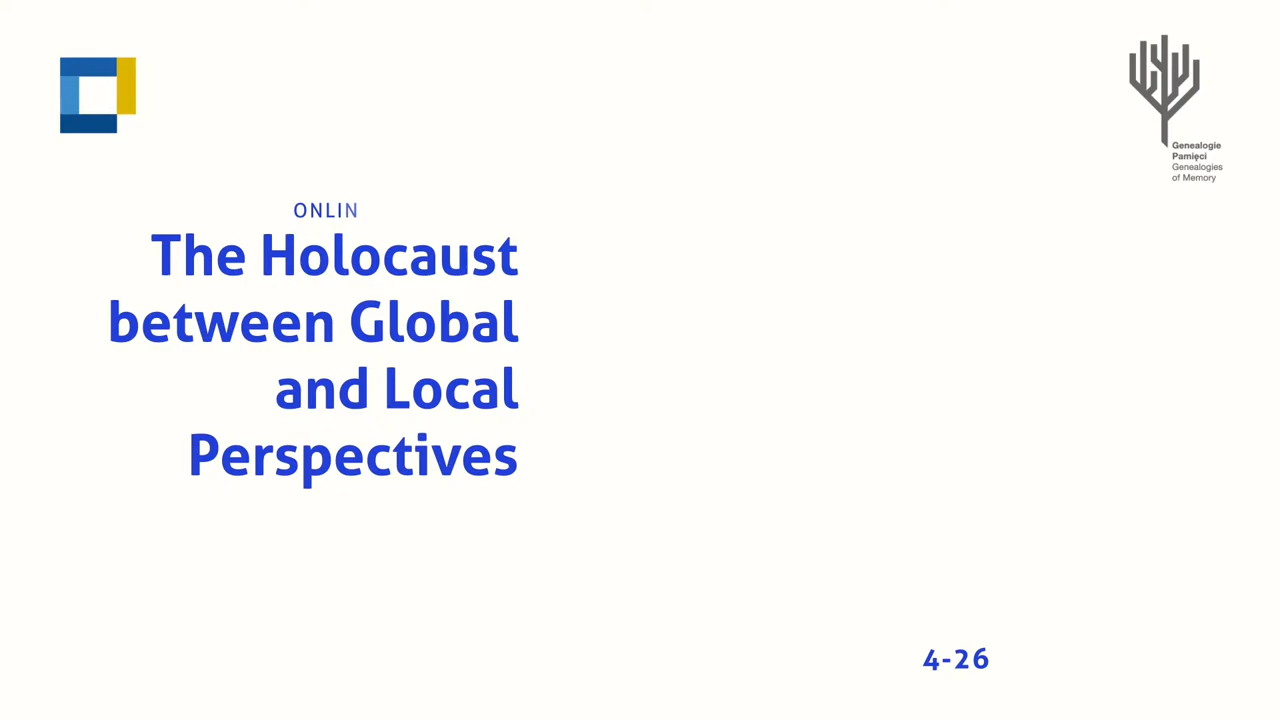 Genealogie
Pamięci
Genealogies
of Memory
ONLIN
The Holocaust
between Global
and Local
Perspectives
4-26